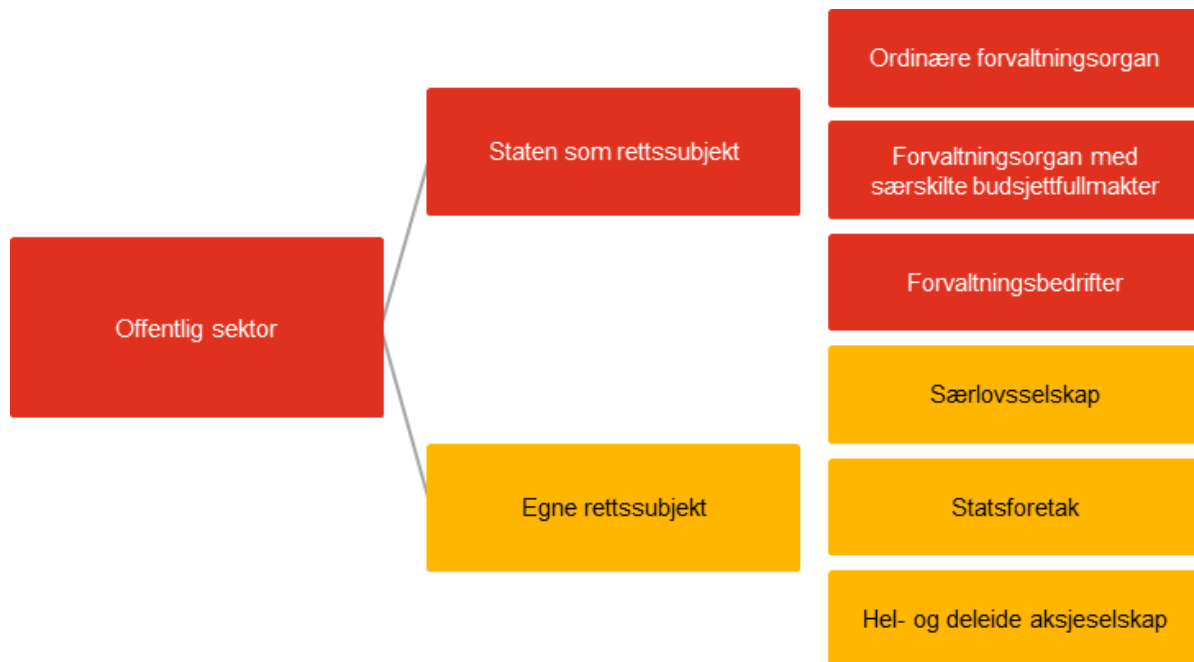 Offentlig sektor
Staten som rettssubjekt
Ordinære forvaltningsorgan
Forvaltningsorgan med
særskilte budsjettfullmakter
Forvaltningsbedrifter
Egne rettssubjekt
Særlovsselskap
Statsforetak
Hel- og deleide aksjeselskap